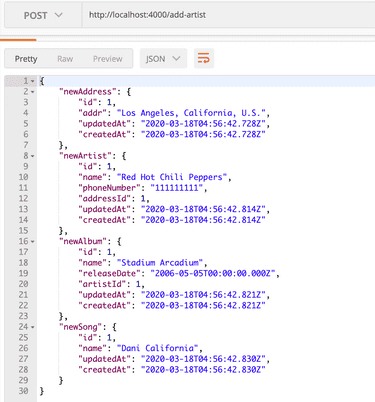 POST http://localhost:4000/add-artist
Pretty Raw Preview JSON
1 {
2 "newAddress": {
3 "id": 1,
4 "addr": "Los Angeles, California, U.S.",
5 "updatedAt": "2020-03-18T04:56:42.728Z",
6 "createdAt": "2020-03-18T04:56:42.728Z"
7 },
8 "newArtist": {
9 "id": 1,
10 "name": "Red Hot Chili Peppers",
11 "phoneNumber": "111111111",
12 "addressId": 1,
13 "updatedAt": "2020-03-18T04:56:42.814Z",
14 "createdAt": "2020-03-18T04:56:42.814Z"
15 },
16 "newAlbum": {
17 "id": 1,
18 "name": "Stadium Arcadium",
19 "releaseDate": "2006-05-05T00:00:00.000Z",
20 "artistId": 1,
21 "updatedAt": "2020-03-18T04:56:42.821Z",
22 "createdAt": "2020-03-18T04:56:42.821Z"
23 },
24 "newSong": {
25 "id": 1,
26 "name": "Dani California",
27 "updatedAt": "2020-03-18T04:56:42.830Z",
28 "createdAt": "2020-03-18T04:56:42.830Z"
29 }
30 }